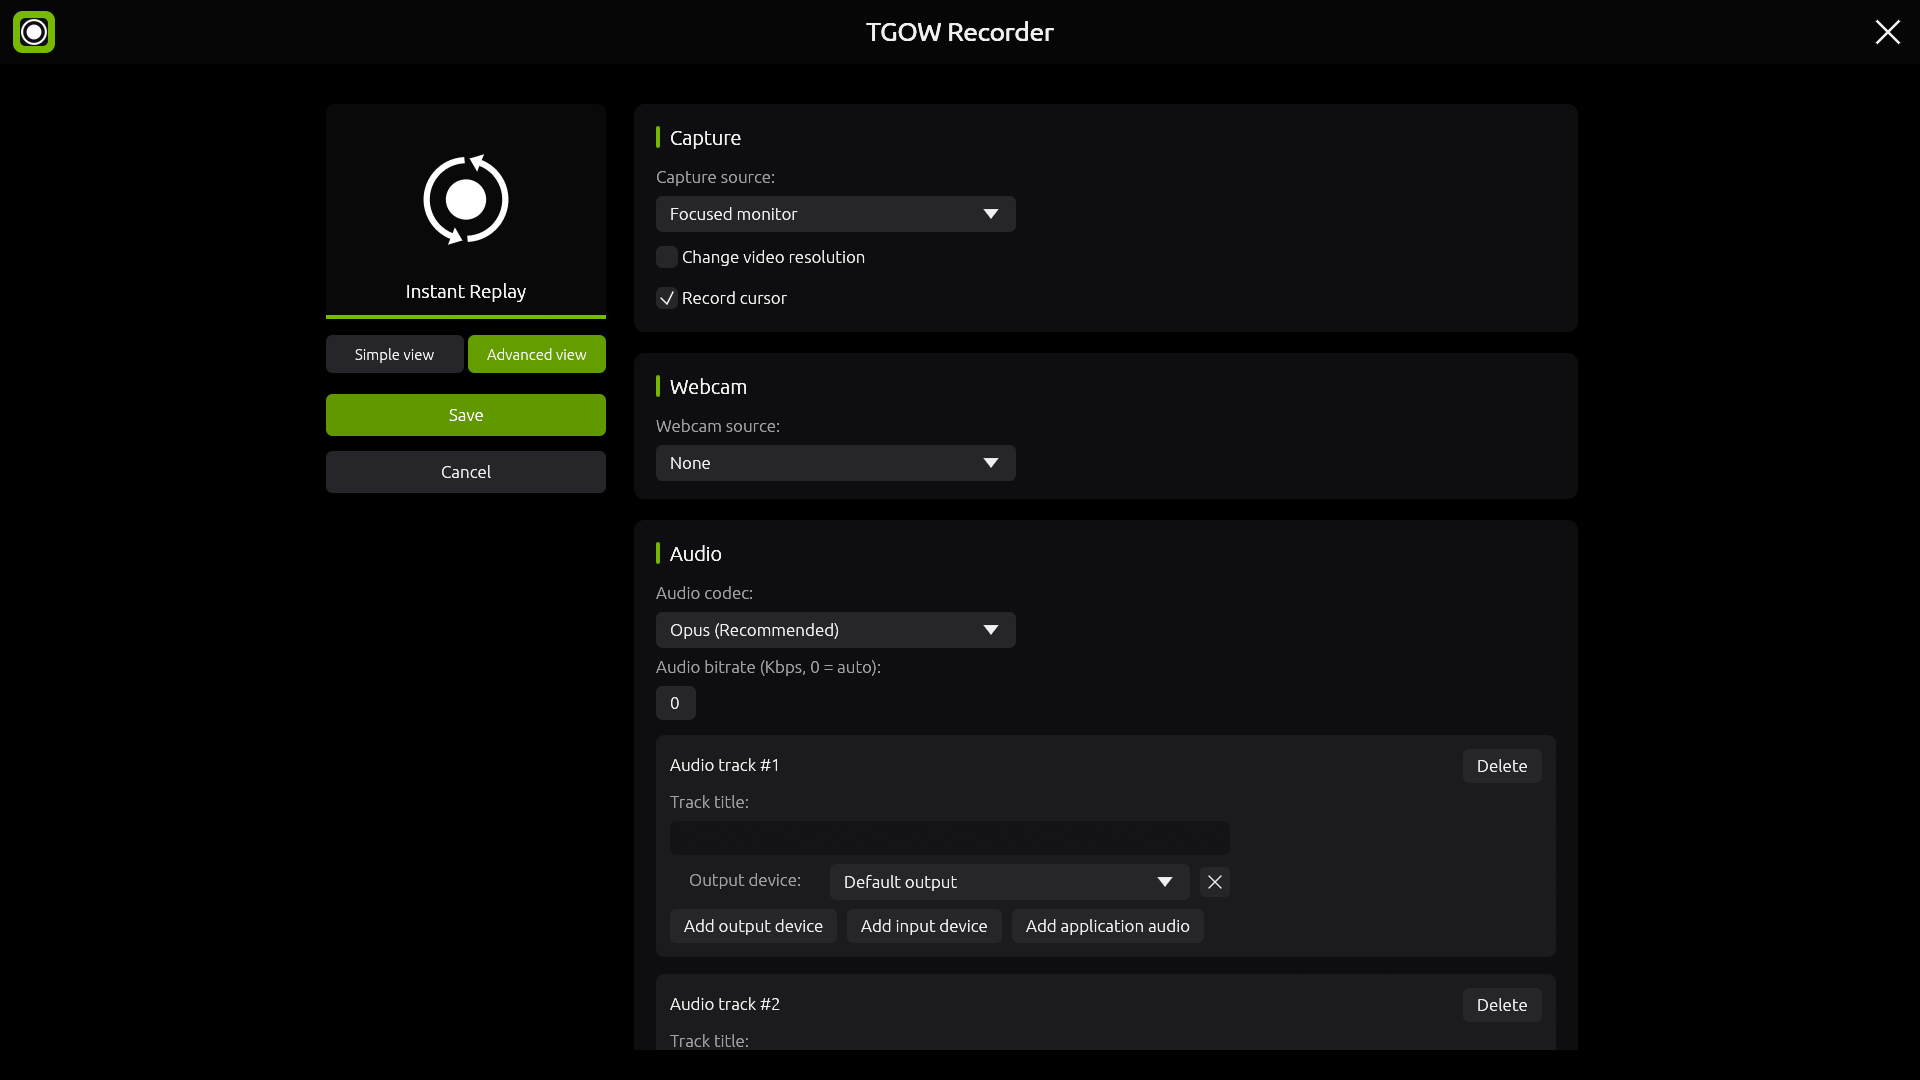 TGOW Recorder
Instant Replay
Simple view
Advanced view
Save
Cancel
Capture
Capture source:
Focused monitor
Change video resolution
Record cursor
Webcam
Webcam source:
None
Audio
Audio codec:
Opus (Recommended)
Audio bitrate (Kbps, 0 = auto):
0
Audio track #1
Delete
Track title:
Output device:
Default output
Add output device
Add input device
Add application audio
Audio track #2
Delete
Track title: